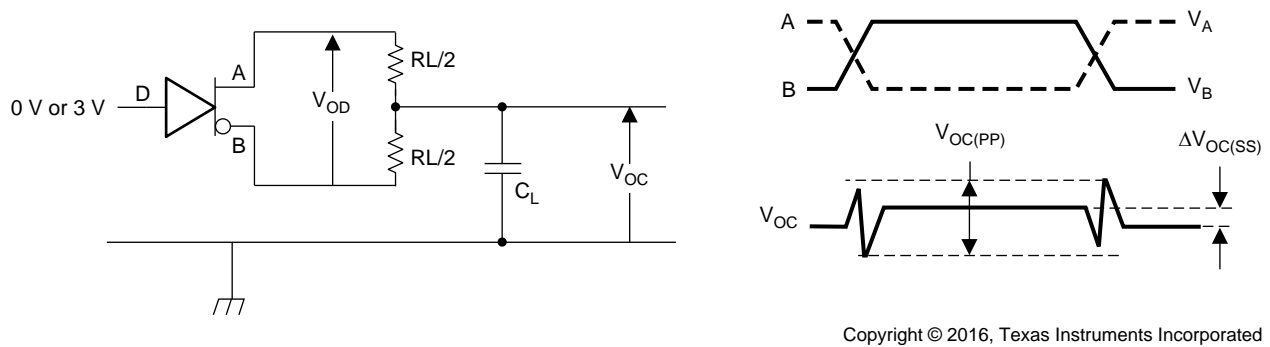 0 V or 3 V
D
A
B
V_OD
RL/2
RL/2
C_L
V_OC
A
B
V_A
V_B
V_OC(PP)
ΔV_OC(SS)
V_OC
Copyright © 2016, Texas Instruments Incorporated